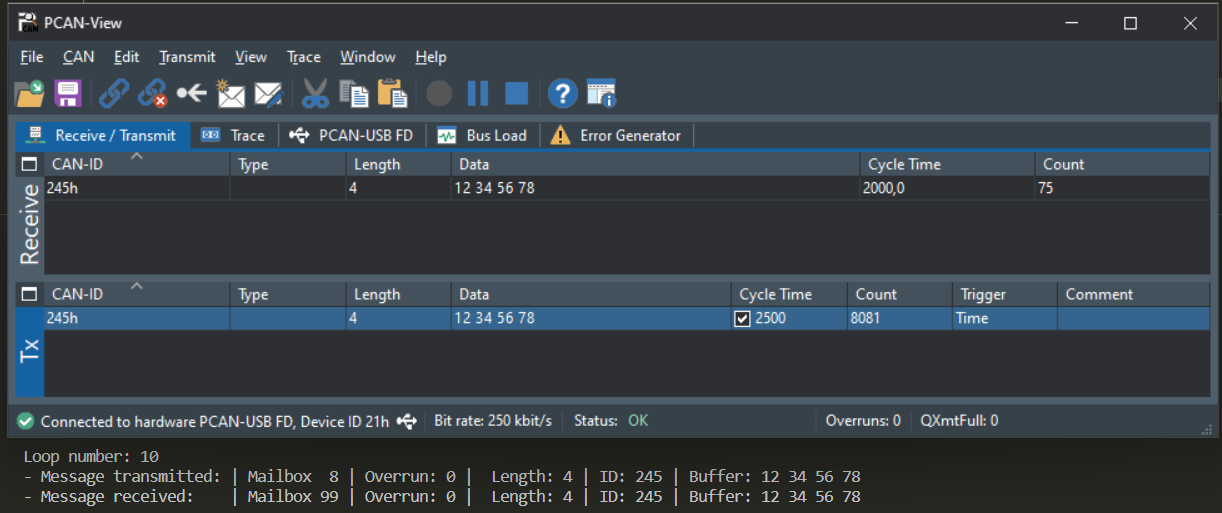 PCAN-View
File CAN Edit Transmit View Trace Window Help
Receive / Transmit Trace PCAN-USB FD Bus Load Error Generator
CAN-ID Type Length Data Cycle Time Count
245h 4 12 34 56 78 2000,0 75
Receive
CAN-ID Type Length Data Cycle Time Count Trigger Comment
245h 4 12 34 56 78 2500 8081 Time
Tx
Connected to hardware PCAN-USB FD, Device ID 21h Bit rate: 250 kbit/s Status: OK Overruns: 0 QXmtFull: 0
Loop number: 10
- Message transmitted: | Mailbox  8 | Overrun: 0 |  Length: 4 | ID: 245 | Buffer: 12 34 56 78
- Message received:    | Mailbox 99 | Overrun: 0 |  Length: 4 | ID: 245 | Buffer: 12 34 56 78